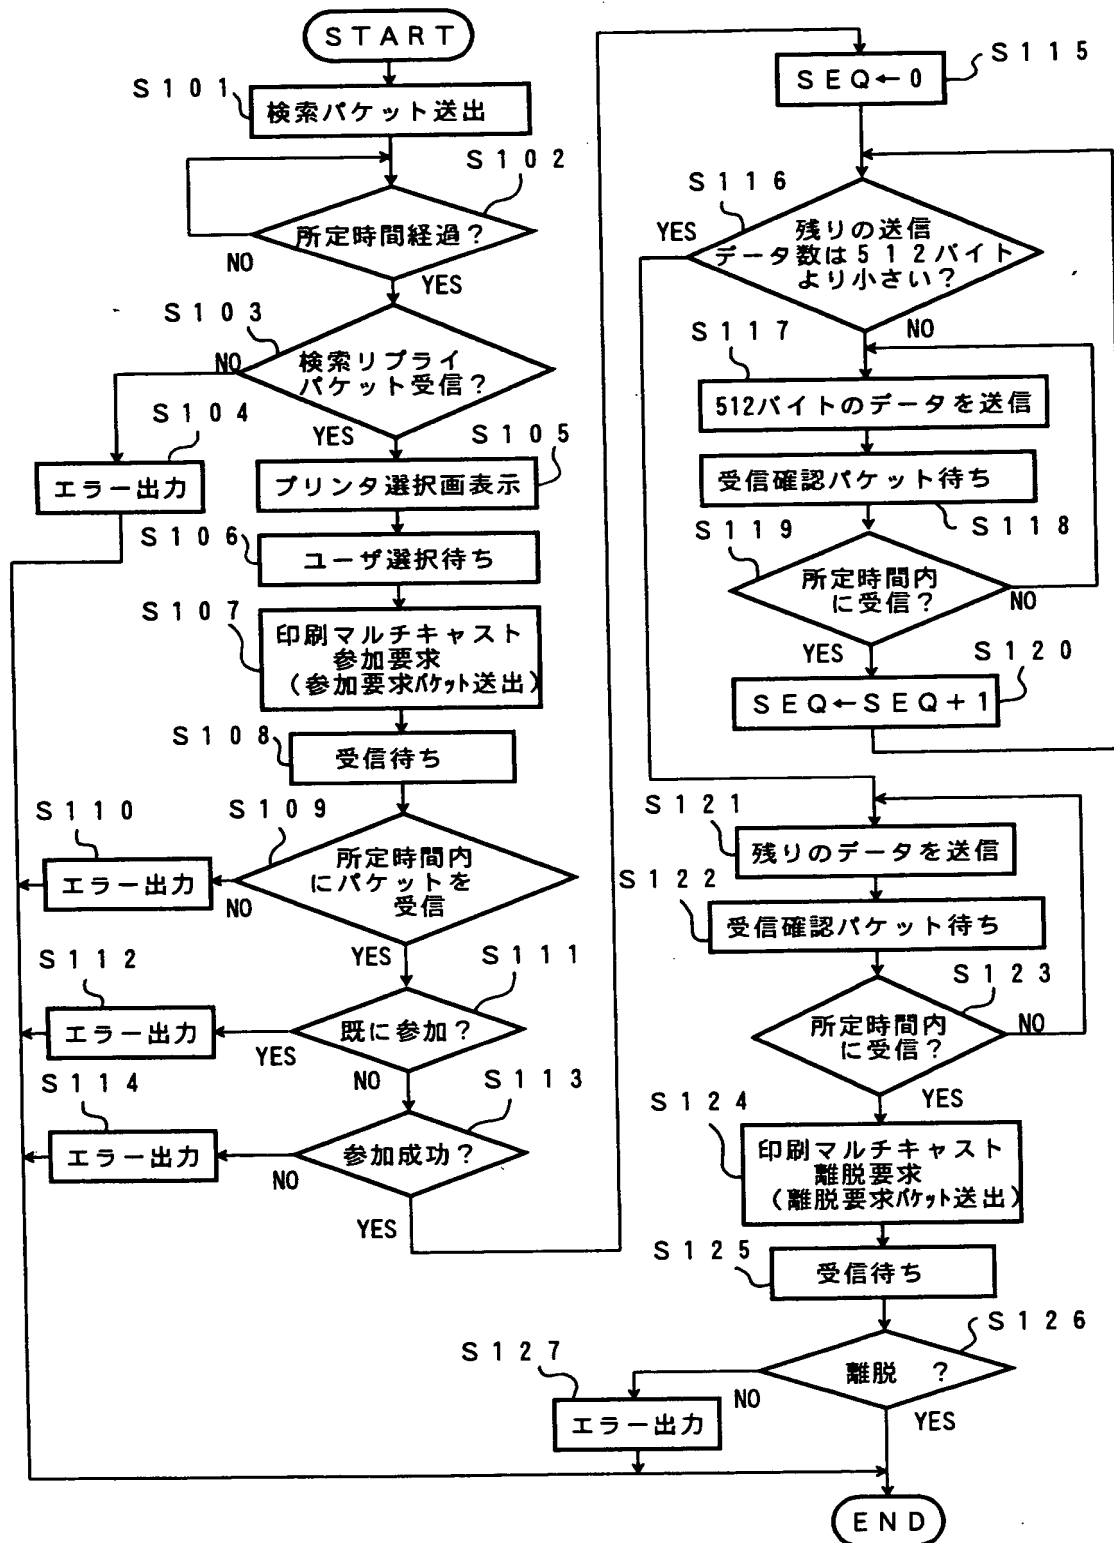 START
S101
検索パケット送出
S102
所定時間経過?
NO
YES
S103
検索リプライ
パケット受信?
NO
YES
S104
エラー出力
S105
プリンタ選択画表示
S106
ユーザ選択待ち
S107
印刷マルチキャスト
参加要求
(参加要求パケット送出)
S108
受信待ち
S109
所定時間内
にパケットを
受信
NO
YES
S110
エラー出力
S111
既に参加?
YES
NO
S112
エラー出力
S113
参加成功?
NO
YES
S114
エラー出力
S115
SEQ←0
S116
残りの送信
データ数は512バイト
より小さい?
YES
NO
S117
512バイトのデータを送信
受信確認パケット待ち
S118
S119
所定時間内
に受信?
NO
YES
S120
SEQ←SEQ+1
S121
残りのデータを送信
S122
受信確認パケット待ち
S123
所定時間内
に受信?
NO
YES
S124
印刷マルチキャスト
離脱要求
(離脱要求パケット送出)
S125
受信待ち
S126
離脱 ?
NO
YES
S127
エラー出力
END